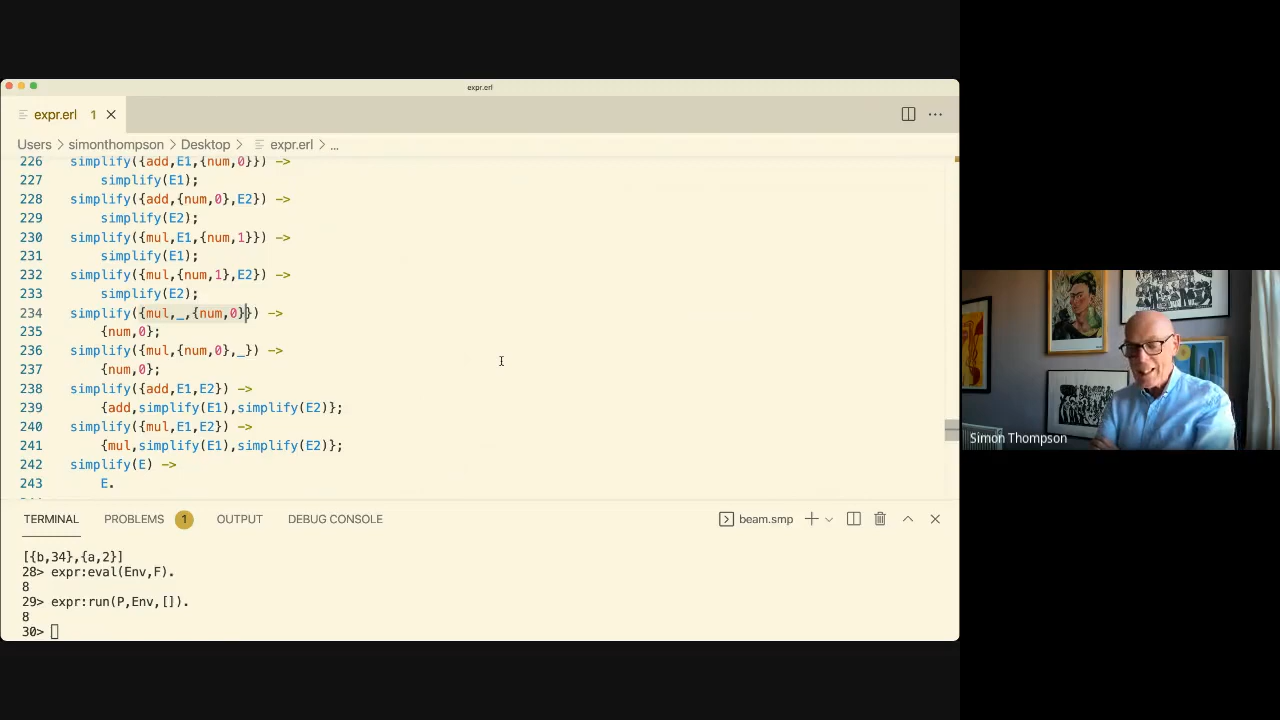 expr.erl
expr.erl 1
Users > simonthompson > Desktop > expr.erl > ...
226 simplify({add,E1,{num,0}}) ->
227 simplify(E1);
228 simplify({add,{num,0},E2}) ->
229 simplify(E2);
230 simplify({mul,E1,{num,1}}) ->
231 simplify(E1);
232 simplify({mul,{num,1},E2}) ->
233 simplify(E2);
234 simplify({mul,_,{num,0}}) ->
235 {num,0};
236 simplify({mul,{num,0},_}) ->
237 {num,0};
238 simplify({add,E1,E2}) ->
239 {add,simplify(E1),simplify(E2)};
240 simplify({mul,E1,E2}) ->
241 {mul,simplify(E1),simplify(E2)};
242 simplify(E) ->
243 E.
TERMINAL PROBLEMS 1 OUTPUT DEBUG CONSOLE beam.smp
[{b,34},{a,2}]
28> expr:eval(Env,F).
8
29> expr:run(P,Env,[]).
8
30>
Simon Thompson